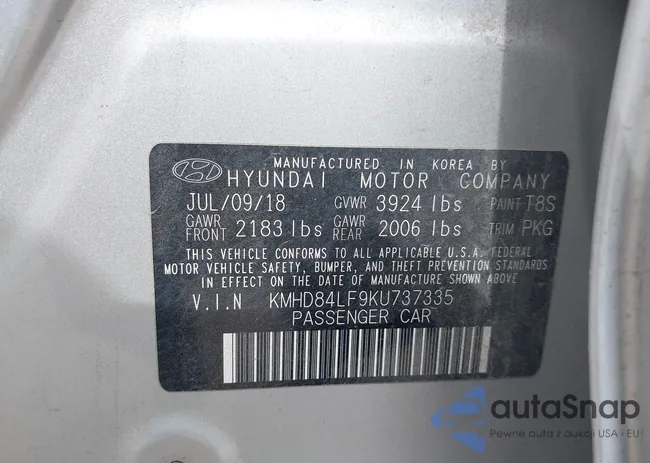 MANUFACTURED IN KOREA BY
HYUNDAI MOTOR COMPANY
JUL/09/18 GVWR 3924 lbs PAINT T8S
GAWR FRONT 2183 lbs GAWR REAR 2006 lbs TRIM PKG
THIS VEHICLE CONFORMS TO ALL APPLICABLE U.S.A. FEDERAL
MOTOR VEHICLE SAFETY, BUMPER, AND THEFT PREVENTION STANDARDS
IN EFFECT ON THE DATE OF MANUFACTURE SHOWN ABOVE
V.I.N KMHD84LF9KU737335
PASSENGER CAR
autaSnap
Pewne auta z aukcji USA i EU